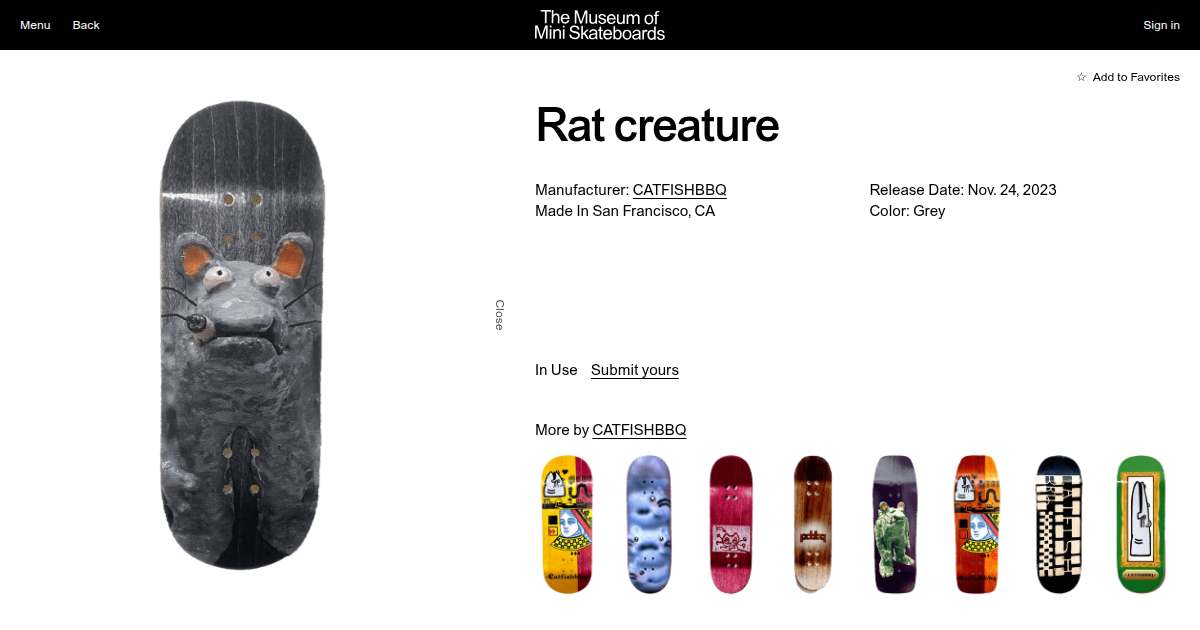 Menu
Back
The Museum of
Mini Skateboards
Sign in
☆ Add to Favorites
Rat creature
Manufacturer: CATFISHBBQ
Made In San Francisco, CA
Release Date: Nov. 24, 2023
Color: Grey
Close
In Use
Submit yours
More by CATFISHBBQ
Catfishbbq